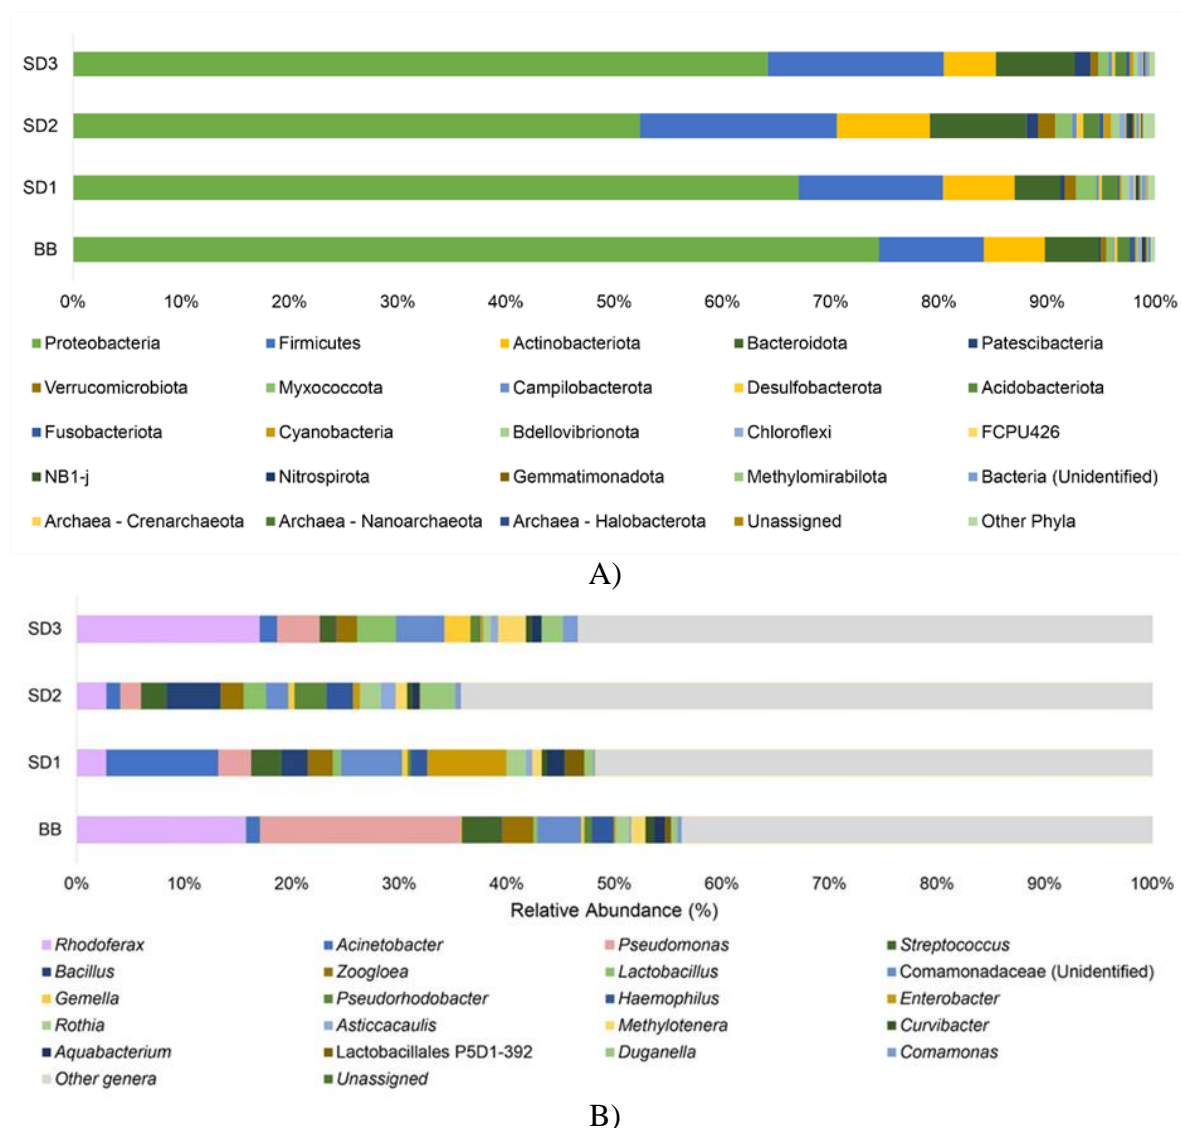 SD3
SD2
SD1
BB
0% 10% 20% 30% 40% 50% 60% 70% 80% 90% 100%
Proteobacteria Firmicutes Actinobacteriota Bacteroidota Patescibacteria
Verrucomicrobiota Myxococcota Campilobacterota Desulfobacterota Acidobacteriota
Fusobacteriota Cyanobacteria Bdellovibrionota Chloroflexi FCPU426
NB1-j Nitrospirota Gemmatimonadota Methylomirabilota Bacteria (Unidentified)
Archaea - Crenarchaeota Archaea - Nanoarchaeota Archaea - Halobacterota Unassigned Other Phyla
A)
SD3
SD2
SD1
BB
0% 10% 20% 30% 40% 50% 60% 70% 80% 90% 100%
Relative Abundance (%)
Rhodoferax Acinetobacter Pseudomonas Streptococcus
Bacillus Zoogloea Lactobacillus Comamonadaceae (Unidentified)
Gemella Pseudorhodobacter Haemophilus Enterobacter
Rothia Asticcacaulis Methylotenera Curvibacter
Aquabacterium Lactobacillales P5D1-392 Duganella Comamonas
Other genera Unassigned
B)